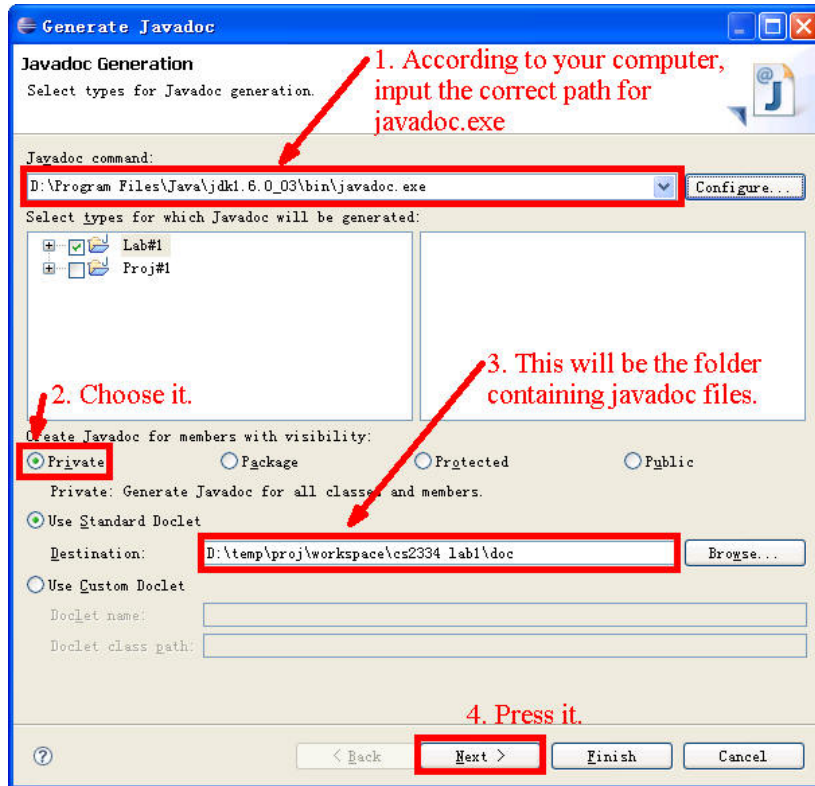 Generate Javadoc
Javadoc Generation
Select types for Javadoc generation.
1. According to your computer,
input the correct path for
javadoc.exe
Javadoc command:
D:\Program Files\Java\jdk1.6.0_03\bin\javadoc.exe
Configure...
Select types for which Javadoc will be generated:
Lab#1
Proj#1
2. Choose it.
3. This will be the folder
containing javadoc files.
Create Javadoc for members with visibility:
Private Package Protected Public
Private: Generate Javadoc for all classes and members.
Use Standard Doclet
Destination: D:\temp\proj\workspace\cs2334 lab1\doc Browse...
Use Custom Doclet
Doclet name:
Doclet class path:
4. Press it.
< Back Next > Finish Cancel